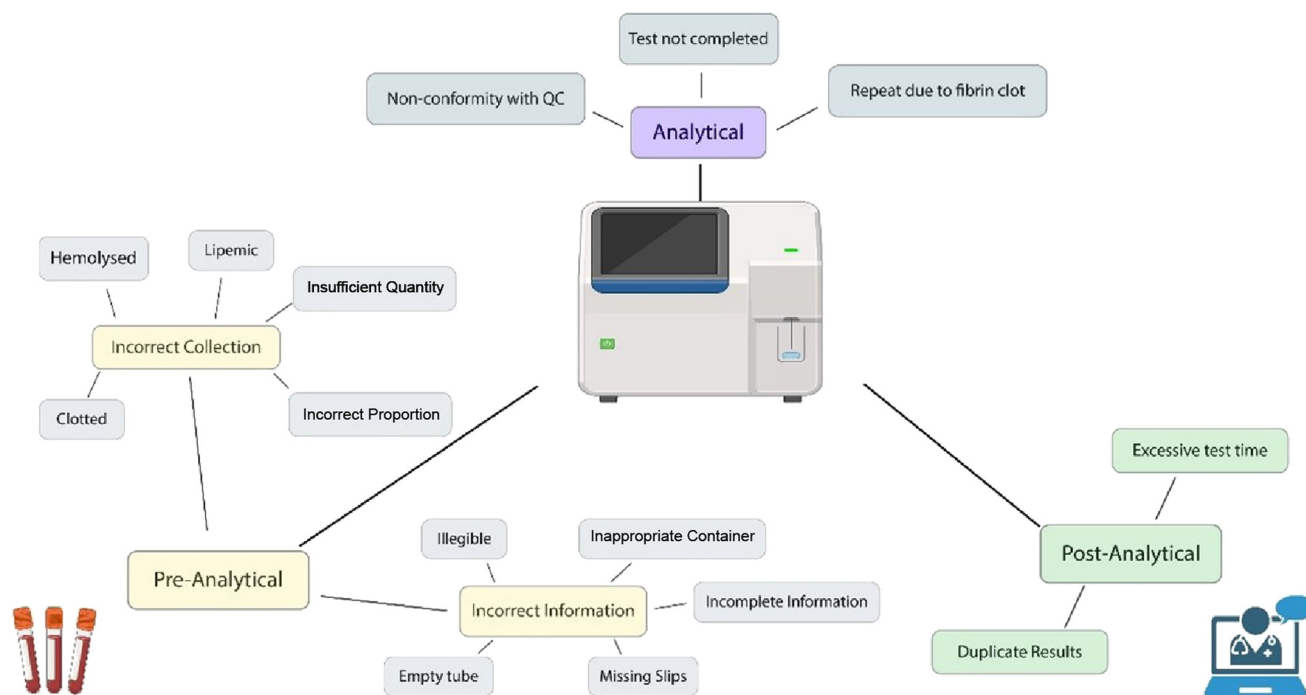 Test not completed
Non-conformity with QC
Repeat due to fibrin clot
Analytical
Hemolysed
Lipemic
Insufficient Quantity
Incorrect Collection
Clotted
Incorrect Proportion
Excessive test time
Illegible
Inappropriate Container
Post-Analytical
Pre-Analytical
Incorrect Information
Incomplete Information
Duplicate Results
Empty tube
Missing Slips